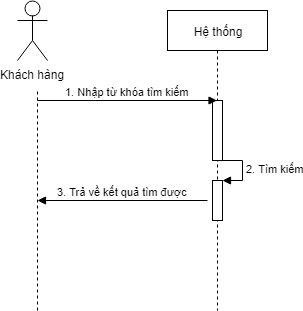 Hệ thống
Khách hàng
1. Nhập từ khóa tìm kiếm
2. Tìm kiếm
3. Trả về kết quả tìm được